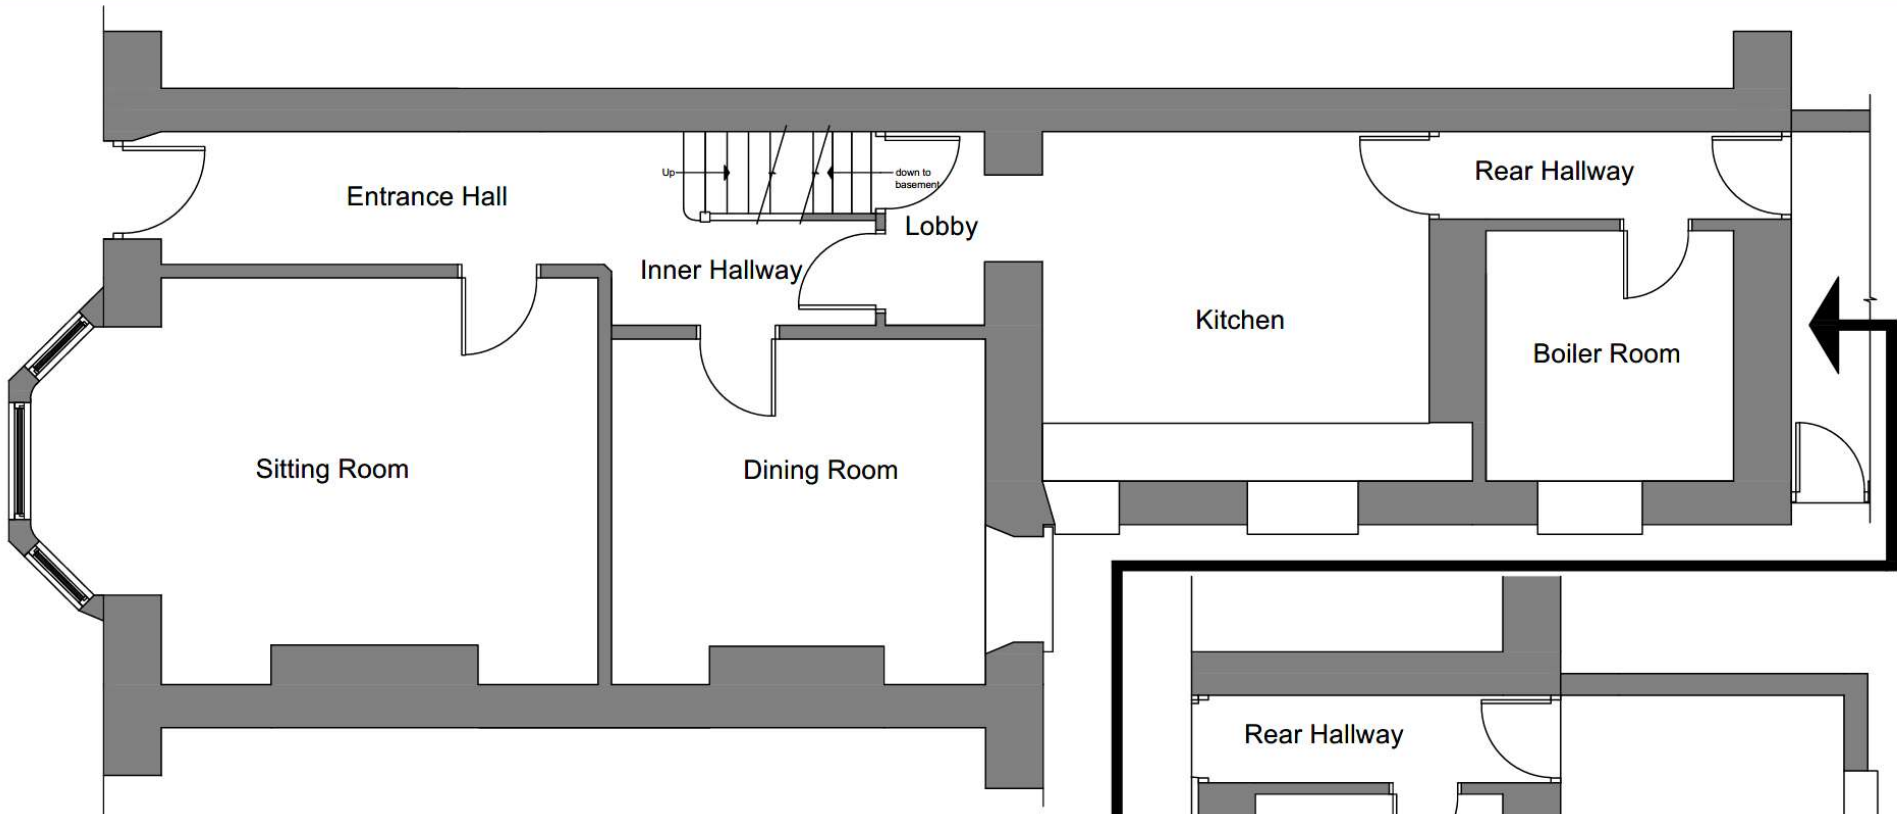 Entrance Hall
Up
down to
basement
Lobby
Inner Hallway
Rear Hallway
Kitchen
Boiler Room
Sitting Room
Dining Room
Rear Hallway